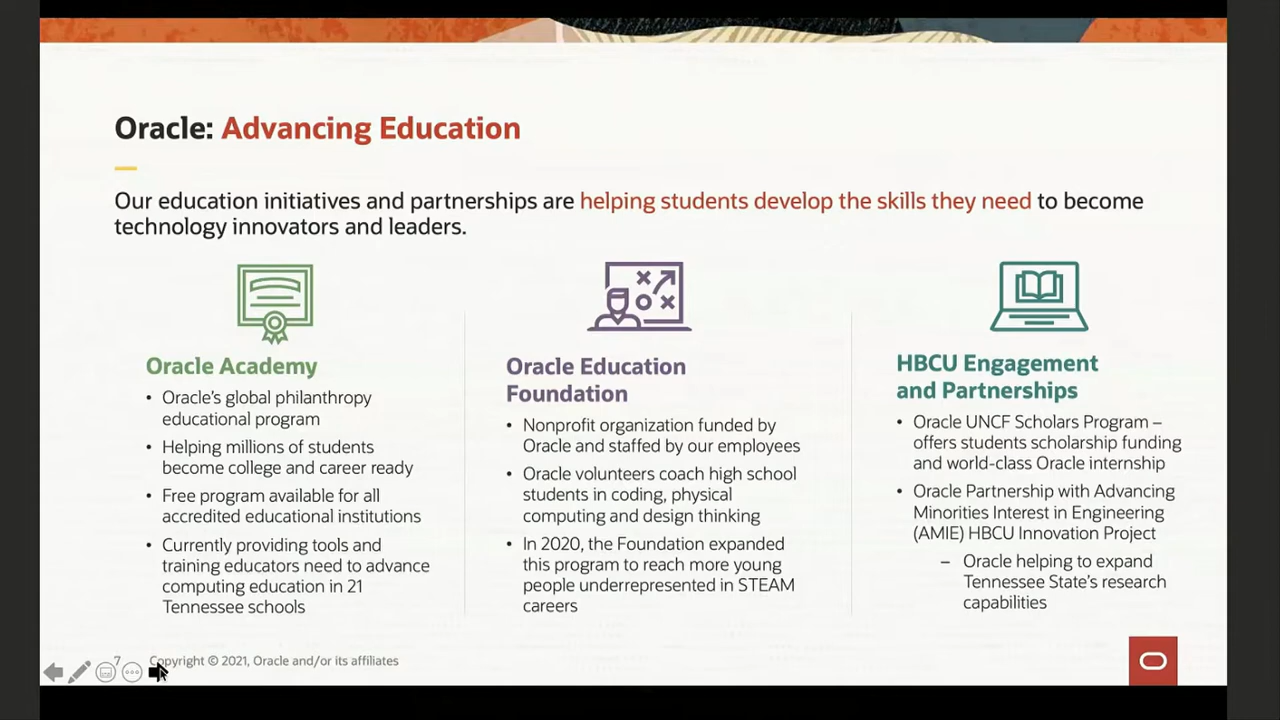 Oracle: Advancing Education
Our education initiatives and partnerships are helping students develop the skills they need to become
technology innovators and leaders.
Oracle Academy
• Oracle's global philanthropy
educational program
• Helping millions of students
become college and career ready
• Free program available for all
accredited educational institutions
• Currently providing tools and
training educators need to advance
computing education in 21
Tennessee schools
Oracle Education
Foundation
• Nonprofit organization funded by
Oracle and staffed by our employees
• Oracle volunteers coach high school
students in coding, physical
computing and design thinking
• In 2020, the Foundation expanded
this program to reach more young
people underrepresented in STEAM
careers
HBCU Engagement
and Partnerships
• Oracle UNCF Scholars Program –
offers students scholarship funding
and world-class Oracle internship
• Oracle Partnership with Advancing
Minorities Interest in Engineering
(AMIE) HBCU Innovation Project
– Oracle helping to expand
Tennessee State's research
capabilities
7 Copyright © 2021, Oracle and/or its affiliates